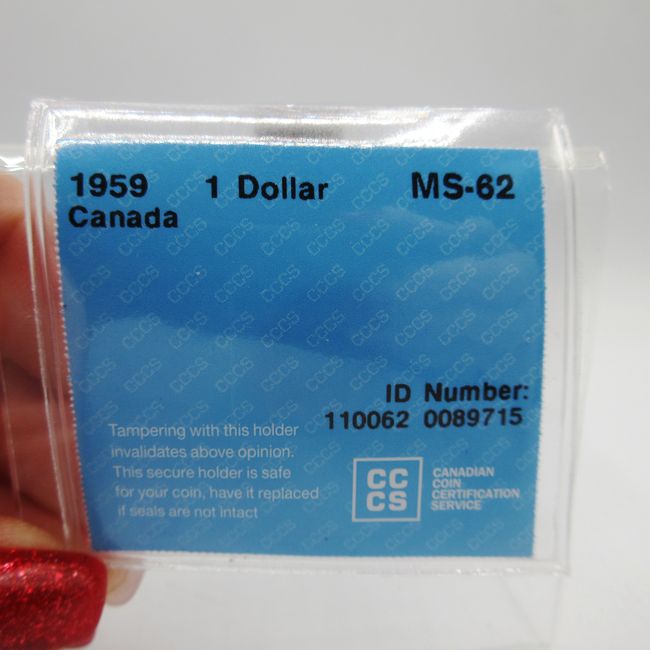 1959 1 Dollar MS-62
Canada
ID Number:
110062 0089715
Tampering with this holder
invalidates above opinion.
This secure holder is safe
for your coin, have it replaced
if seals are not intact
CC
CS
CANADIAN
COIN
CERTIFICATION
SERVICE